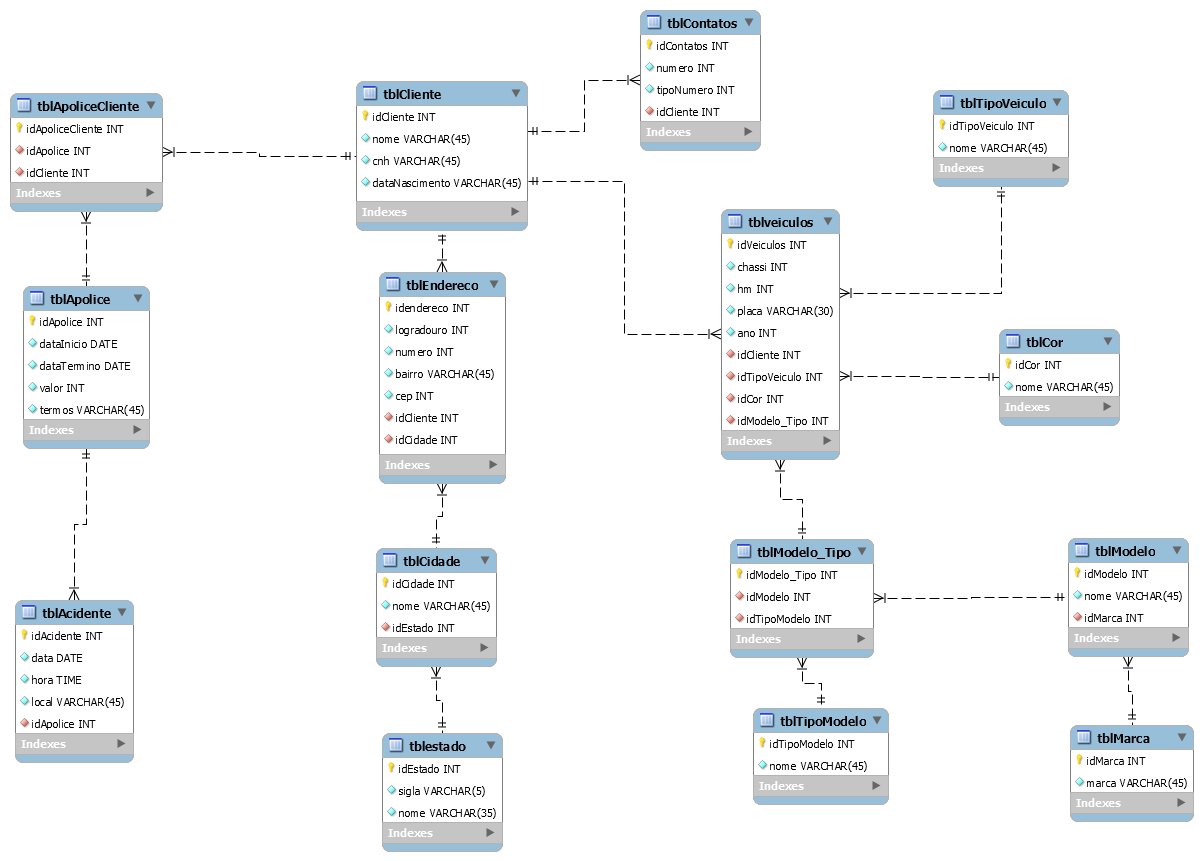 tblContatos
idContatos INT
numero INT
tipoNumero INT
idCliente INT
Indexes
tblCliente
idCliente INT
nome VARCHAR(45)
cnh VARCHAR(45)
dataNascimento VARCHAR(45)
Indexes
tblApoliceCliente
idApoliceCliente INT
idApolice INT
idCliente INT
Indexes
tblTipoVeiculo
idTipoVeiculo INT
nome VARCHAR(45)
Indexes
tblveiculos
idVeiculos INT
chassi INT
hm INT
placa VARCHAR(30)
ano INT
idCliente INT
idTipoVeiculo INT
idCor INT
idModelo_Tipo INT
Indexes
tblEndereco
idendereco INT
logradouro INT
numero INT
bairro VARCHAR(45)
cep INT
idCliente INT
idCidade INT
Indexes
tblApolice
idApolice INT
dataInicio DATE
dataTermino DATE
valor INT
termos VARCHAR(45)
Indexes
tblCor
idCor INT
nome VARCHAR(45)
Indexes
tblCidade
idCidade INT
nome VARCHAR(45)
idEstado INT
Indexes
tblModelo_Tipo
idModelo_Tipo INT
idModelo INT
idTipoModelo INT
Indexes
tblModelo
idModelo INT
nome VARCHAR(45)
idMarca INT
Indexes
tblAcidente
idAcidente INT
data DATE
hora TIME
local VARCHAR(45)
idApolice INT
Indexes
tblestado
idEstado INT
sigla VARCHAR(5)
nome VARCHAR(35)
Indexes
tblTipoModelo
idTipoModelo INT
nome VARCHAR(45)
Indexes
tblMarca
idMarca INT
marca VARCHAR(45)
Indexes